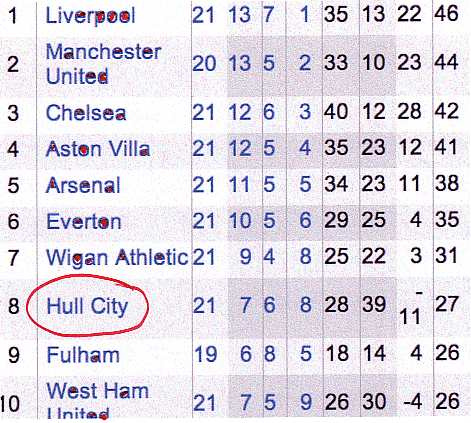 1 Liverpool 21 13 7 1 35 13 22 46
2 Manchester United 20 13 5 2 33 10 23 44
3 Chelsea 21 12 6 3 40 12 28 42
4 Aston Villa 21 12 5 4 35 23 12 41
5 Arsenal 21 11 5 5 34 23 11 38
6 Everton 21 10 5 6 29 25 4 35
7 Wigan Athletic 21 9 4 8 25 22 3 31
8 Hull City 21 7 6 8 28 39 -11 27
9 Fulham 19 6 8 5 18 14 4 26
10 West Ham United 21 7 5 9 26 30 -4 26